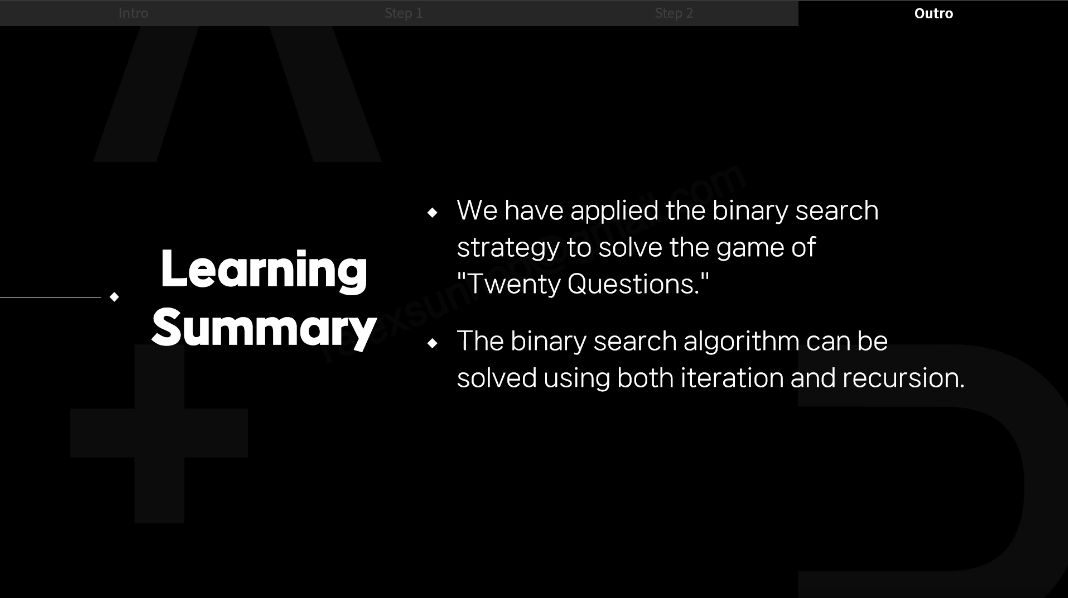 Intro
Step 1
Step 2
Outro
Learning
Summary
We have applied the binary search
strategy to solve the game of
"Twenty Questions."
The binary search algorithm can be
solved using both iteration and recursion.